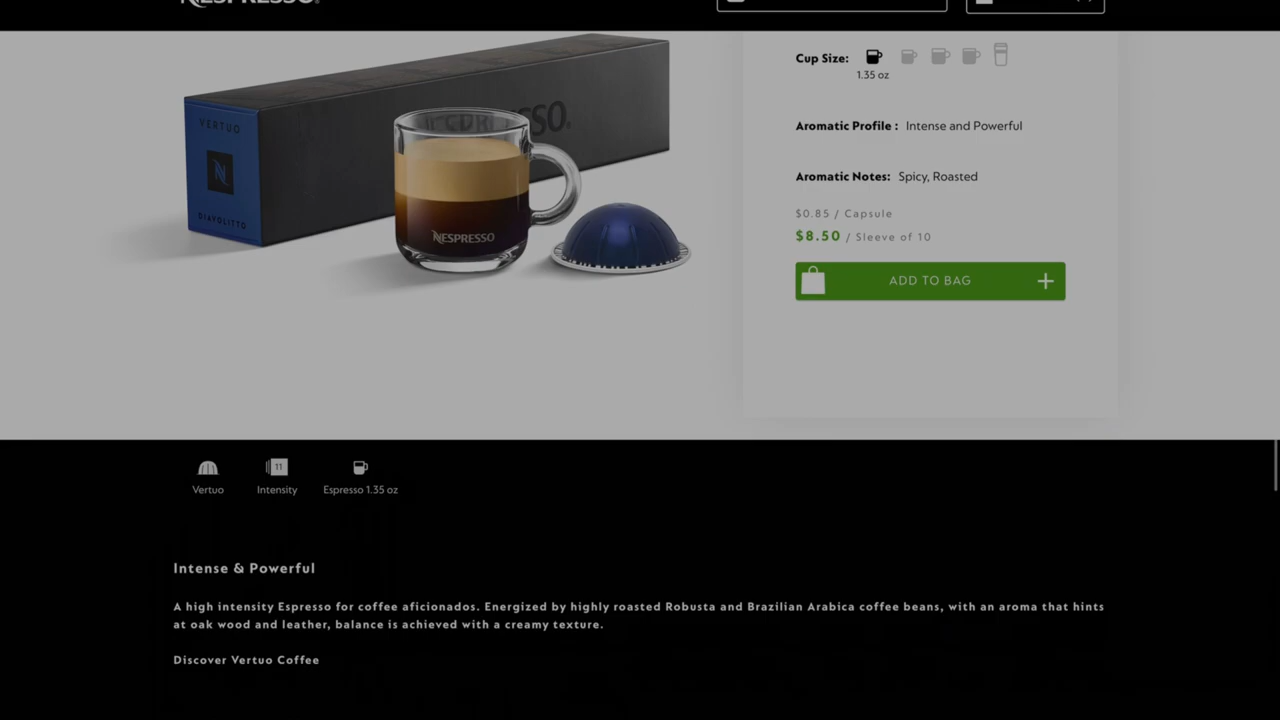 NESPRESSO
Cup Size:
1.35 oz
VERTUO
N
DIAVOLITTO
NESPRESSO
Aromatic Profile : Intense and Powerful
Aromatic Notes: Spicy, Roasted
$0.85 / Capsule
$8.50 / Sleeve of 10
ADD TO BAG
11
Vertuo
Intensity
Espresso 1.35 oz
Intense & Powerful
A high intensity Espresso for coffee aficionados. Energized by highly roasted Robusta and Brazilian Arabica coffee beans, with an aroma that hints
at oak wood and leather, balance is achieved with a creamy texture.
Discover Vertuo Coffee